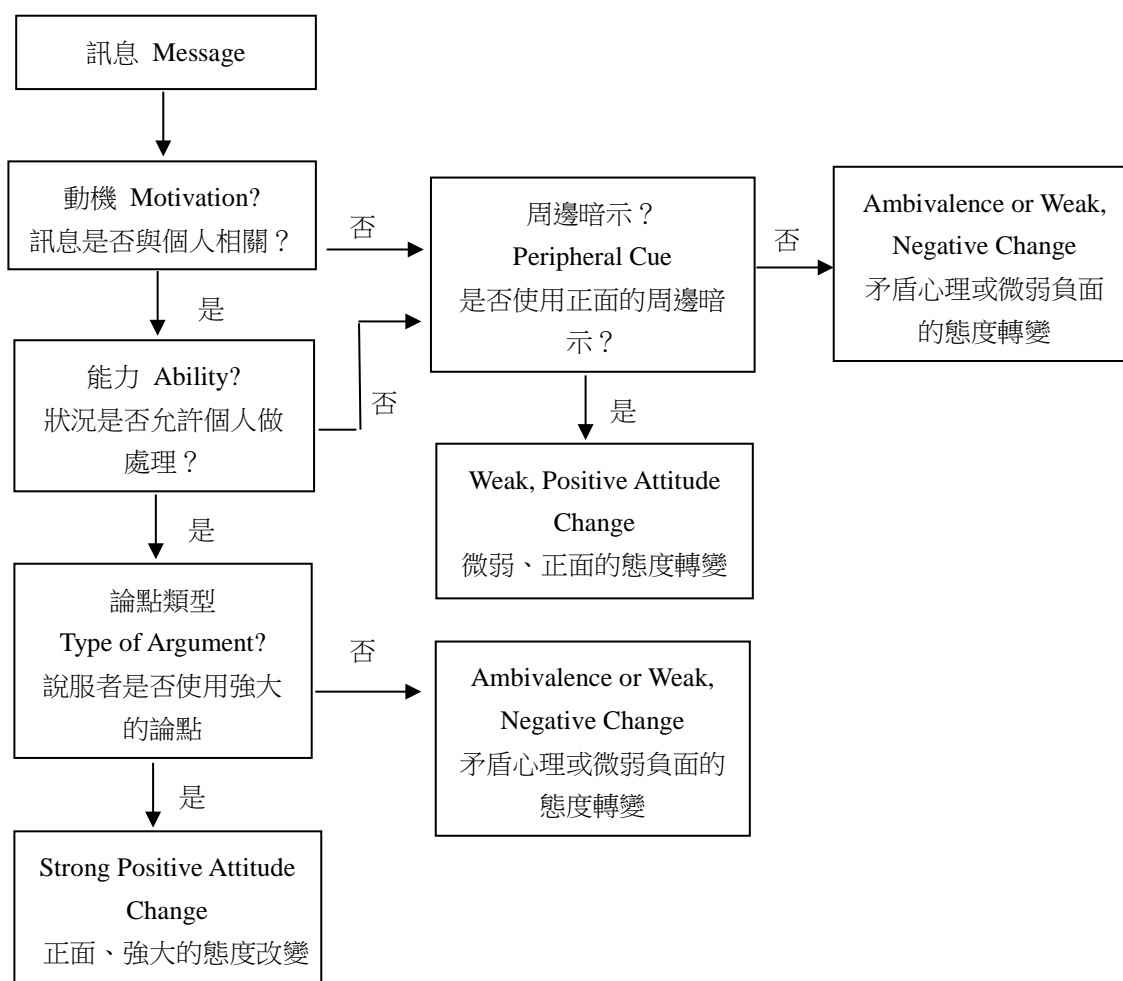 訊息 Message
動機 Motivation?
訊息是否與個人相關？
否
周邊暗示？
Peripheral Cue
是否使用正面的周邊暗
示？
否
Ambivalence or Weak,
Negative Change
矛盾心理或微弱負面
的態度轉變
是
能力 Ability?
狀況是否允許個人做
處理？
否
是
Weak, Positive Attitude
Change
微弱、正面的態度轉變
是
論點類型
Type of Argument?
說服者是否使用強大
的論點
否
Ambivalence or Weak,
Negative Change
矛盾心理或微弱負面的
態度轉變
是
Strong Positive Attitude
Change
正面、強大的態度改變